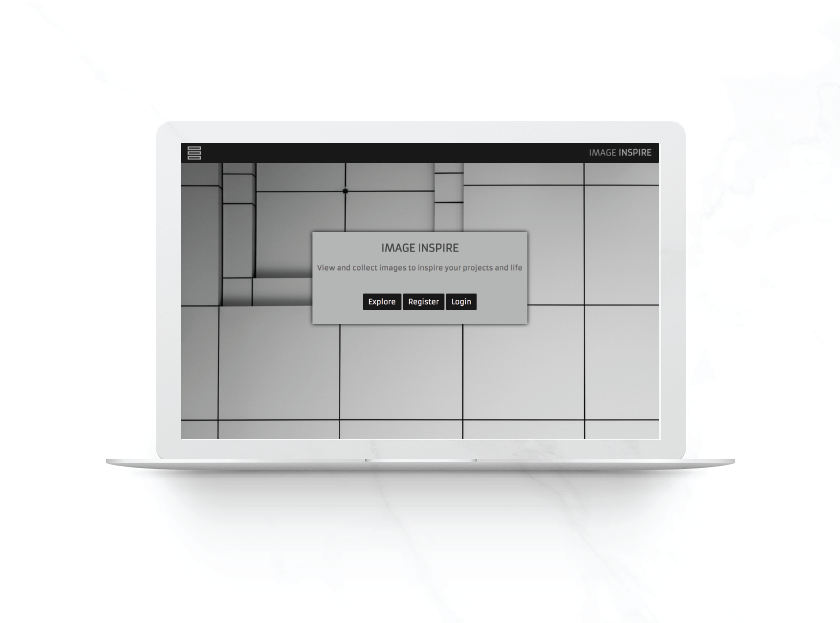 IMAGE INSPIRE
IMAGE INSPIRE
View and collect images to inspire your projects and life
Explore Register Login